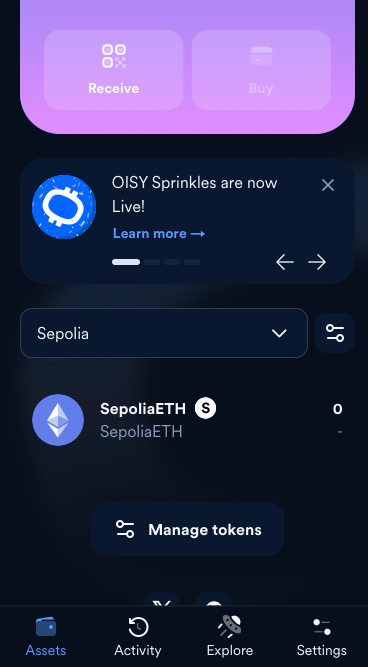 Receive
Buy
OISY Sprinkles are now
Live!
Learn more →
Sepolia
SepoliaETH S
0
SepoliaETH
-
Manage tokens
Assets
Activity
Explore
Settings